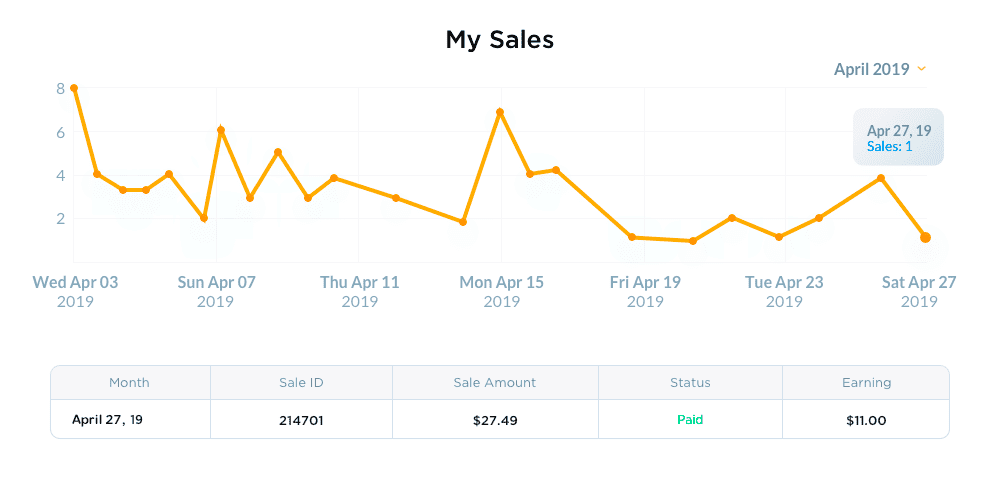 My Sales
April 2019
8
6
4
2
Apr 27, 19
Sales: 1
Wed Apr 03 Sun Apr 07 Thu Apr 11 Mon Apr 15 Fri Apr 19 Tue Apr 23 Sat Apr 27
2019 2019 2019 2019 2019 2019 2019
Month Sale ID Sale Amount Status Earning
April 27, 19 214701 $27.49 Paid $11.00